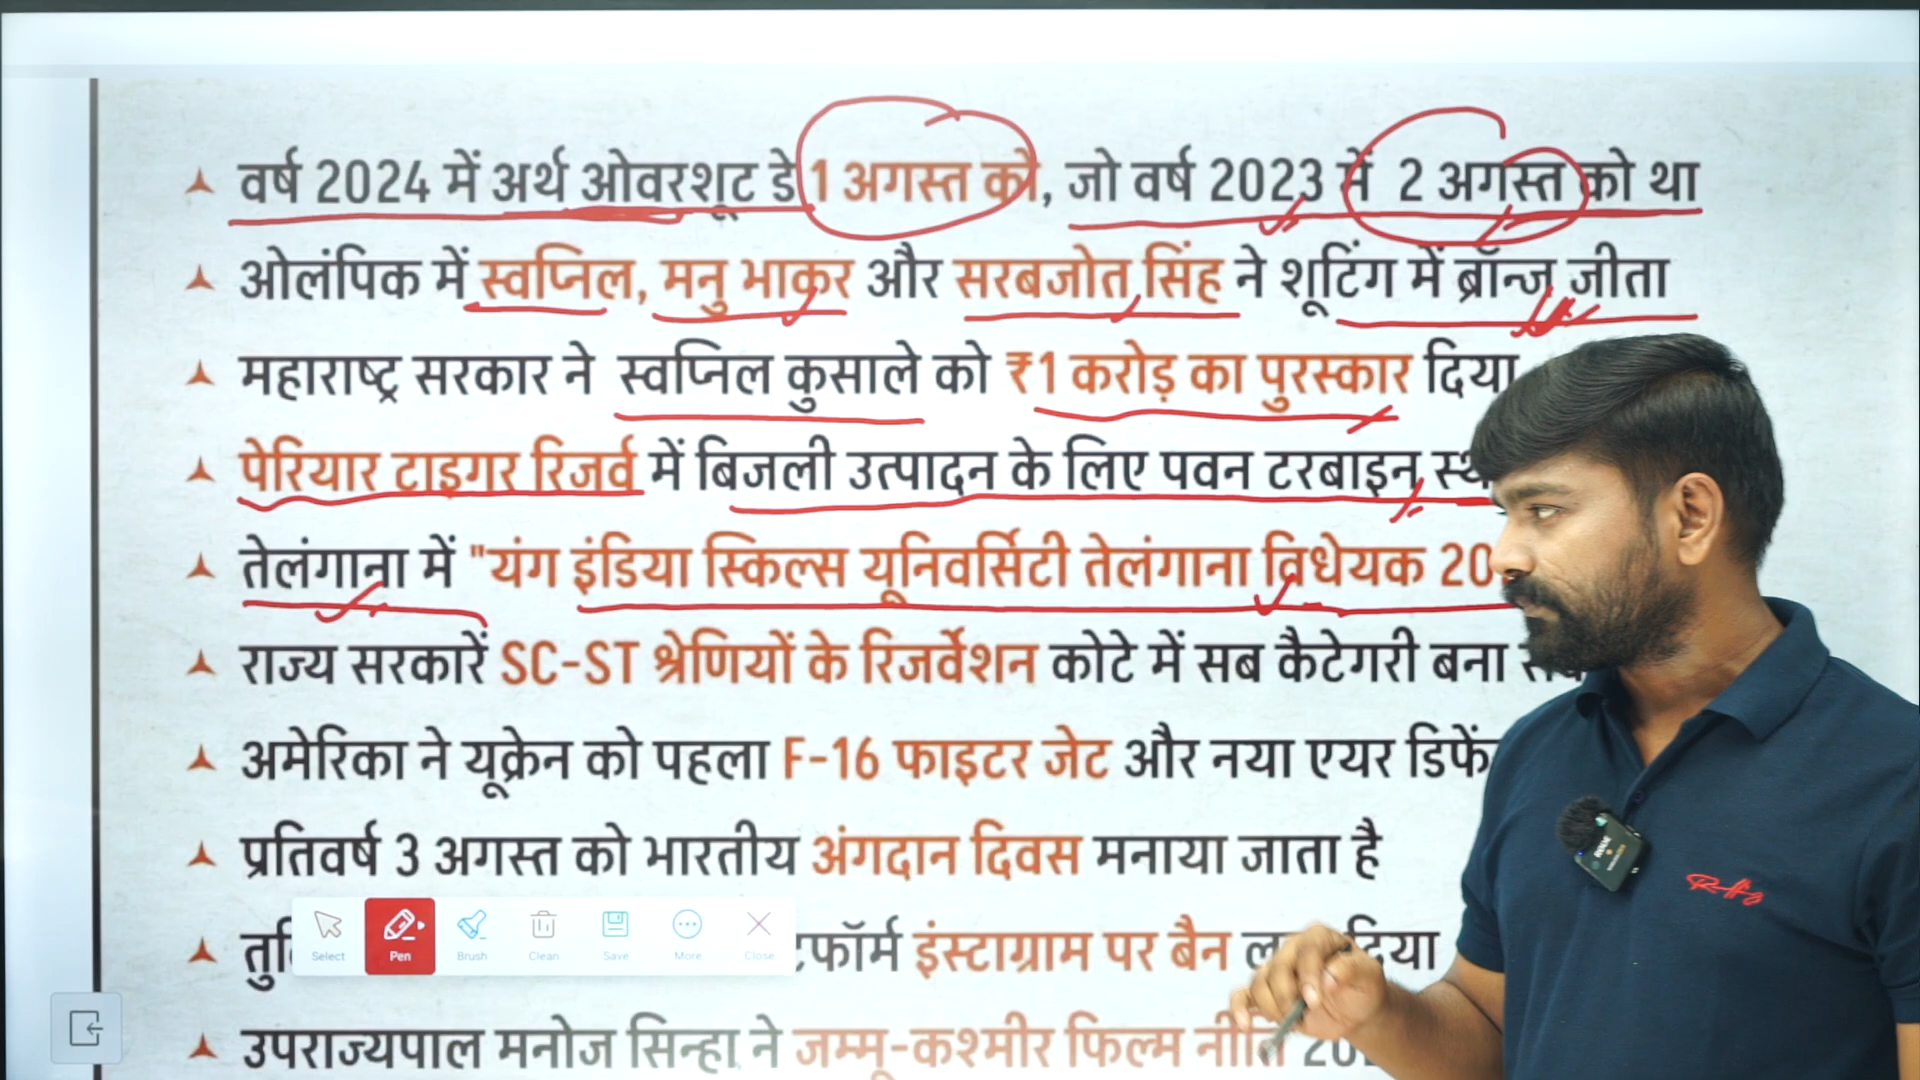 वर्ष 2024 में अर्थ ओवरशूट डे 1 अगस्त को, जो वर्ष 2023 में 2 अगस्त को था
ओलंपिक में स्वप्निल, मनु भाकर और सरबजोत सिंह ने शूटिंग में ब्रॉन्ज जीता
महाराष्ट्र सरकार ने स्वप्निल कुसाले को ₹1 करोड़ का पुरस्कार दिया
पेरियार टाइगर रिजर्व में बिजली उत्पादन के लिए पवन टरबाइन
तेलंगाना में "यंग इंडिया स्किल्स यूनिवर्सिटी तेलंगाना विधेयक
राज्य सरकारें SC-ST श्रेणियों के रिजर्वेशन कोटे में सब कैटेगरी बना
अमेरिका ने यूक्रेन को पहला F-16 फाइटर जेट और नया एयर
प्रतिवर्ष 3 अगस्त को भारतीय अंगदान दिवस मनाया जाता है
इंस्टाग्राम पर बैन दिया
Select Pen Brush Clean Save More Close
उपराज्यपाल मनोज सिन्हा ने जम्मू-कश्मीर फिल्म नीति